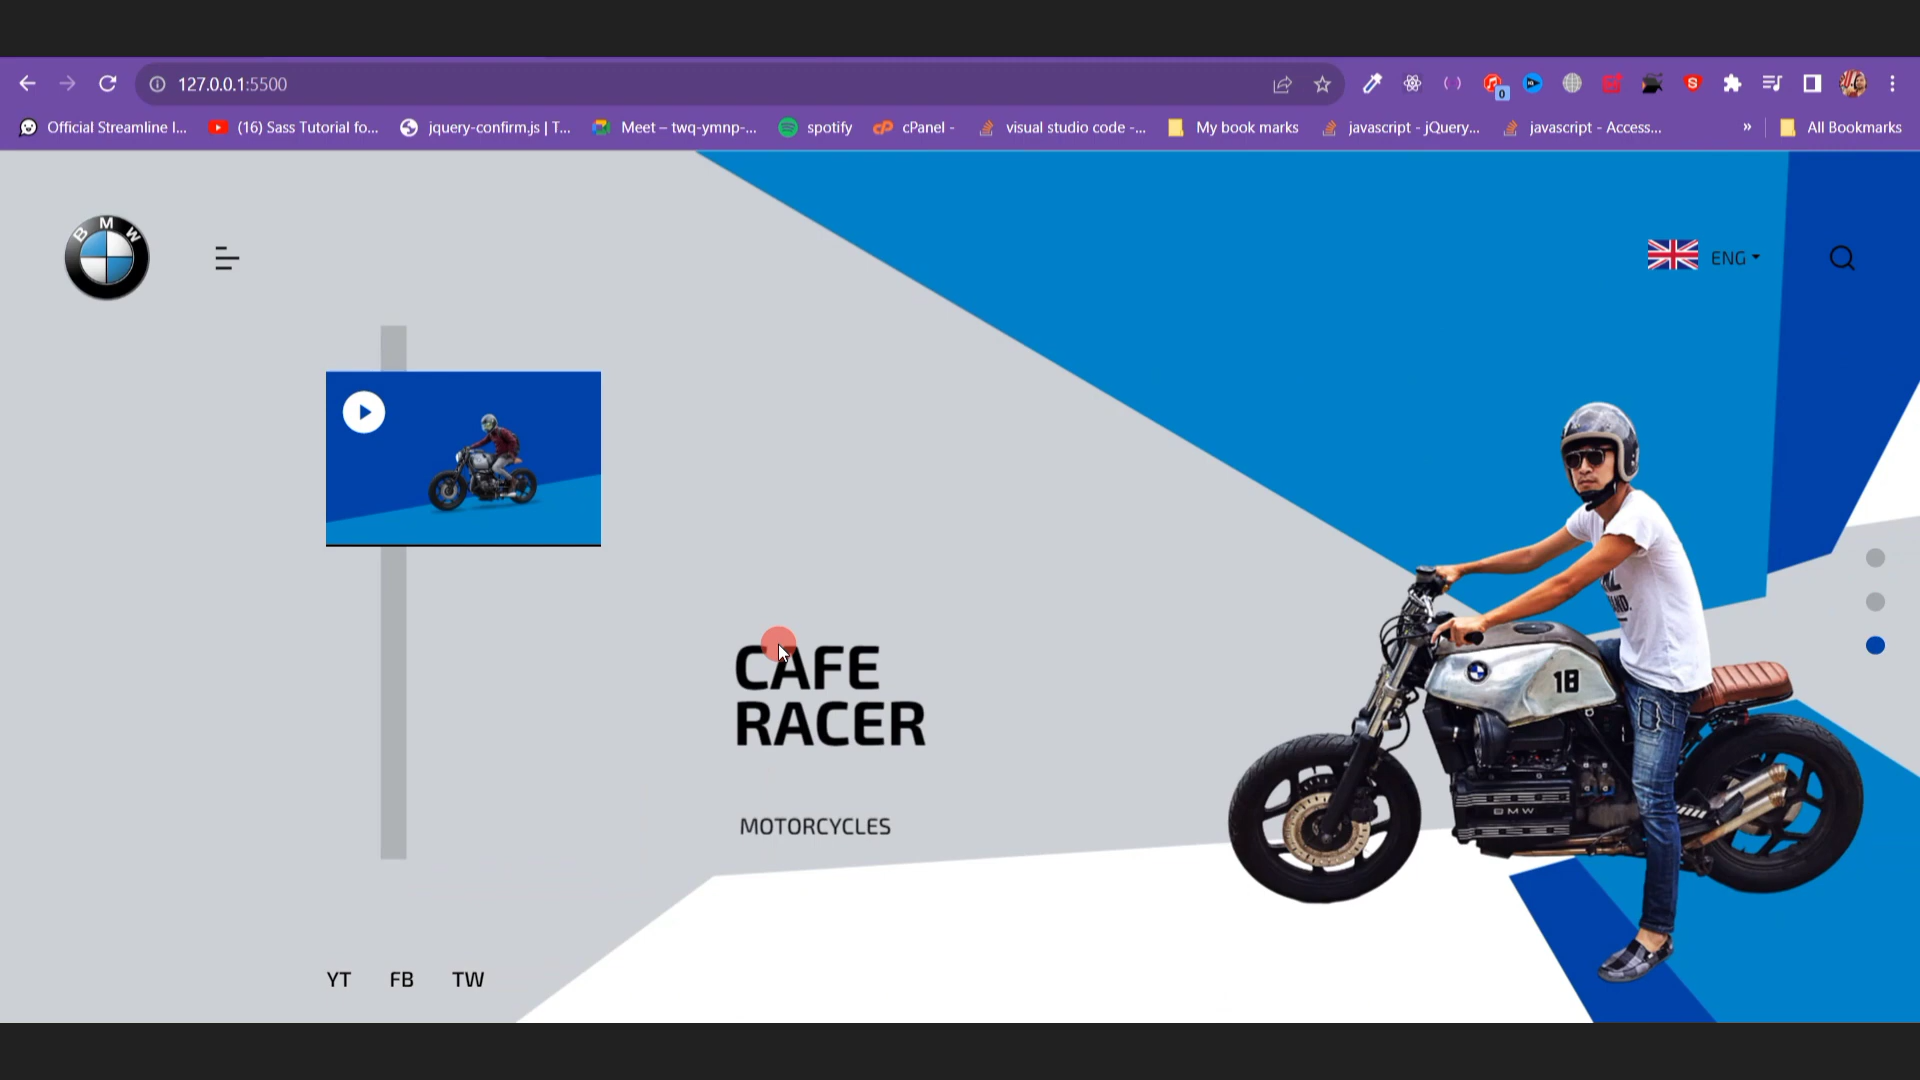 127.0.0.1:5500
0
Official Streamline I...
(16) Sass Tutorial fo...
jquery-confirm.js | T...
Meet – twq-ymnp-...
spotify
cPanel -
visual studio code -...
My book marks
javascript - jQuery...
javascript - Access...
»
All Bookmarks
BMW
ENG
CAFE
RACER
MOTORCYCLES
18
BMW
YT FB TW